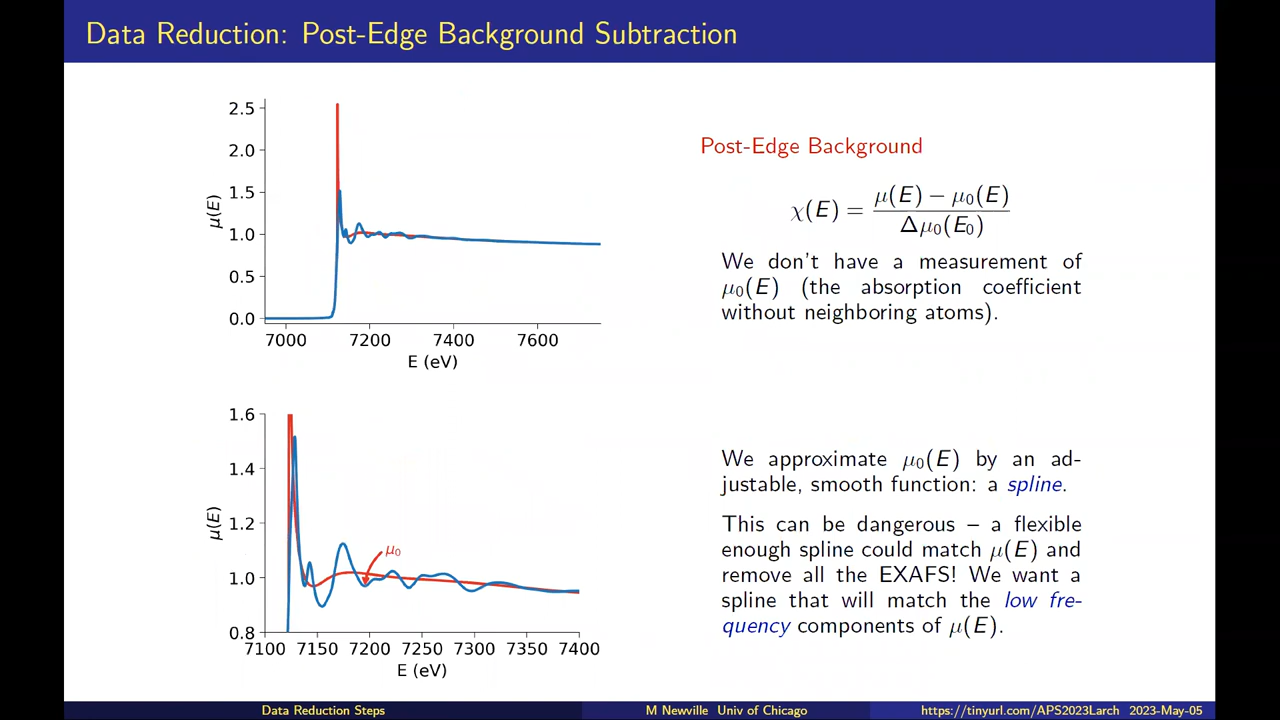 Data Reduction: Post-Edge Background Subtraction
2.5
2.0
1.5
1.0
0.5
0.0
μ(E)
7000 7200 7400 7600
E (eV)
Post-Edge Background
χ(E) = μ(E) − μ₀(E) / Δμ₀(E₀)
We don't have a measurement of
μ₀(E) (the absorption coefficient
without neighboring atoms).
1.6
1.4
1.2
1.0
0.8
μ(E)
μ₀
7100 7150 7200 7250 7300 7350 7400
E (eV)
We approximate μ₀(E) by an ad-
justable, smooth function: a spline.
This can be dangerous – a flexible
enough spline could match μ(E) and
remove all the EXAFS! We want a
spline that will match the low fre-
quency components of μ(E).
Data Reduction Steps
M Newville Univ of Chicago
https://tinyurl.com/APS2023Larch 2023-May-05